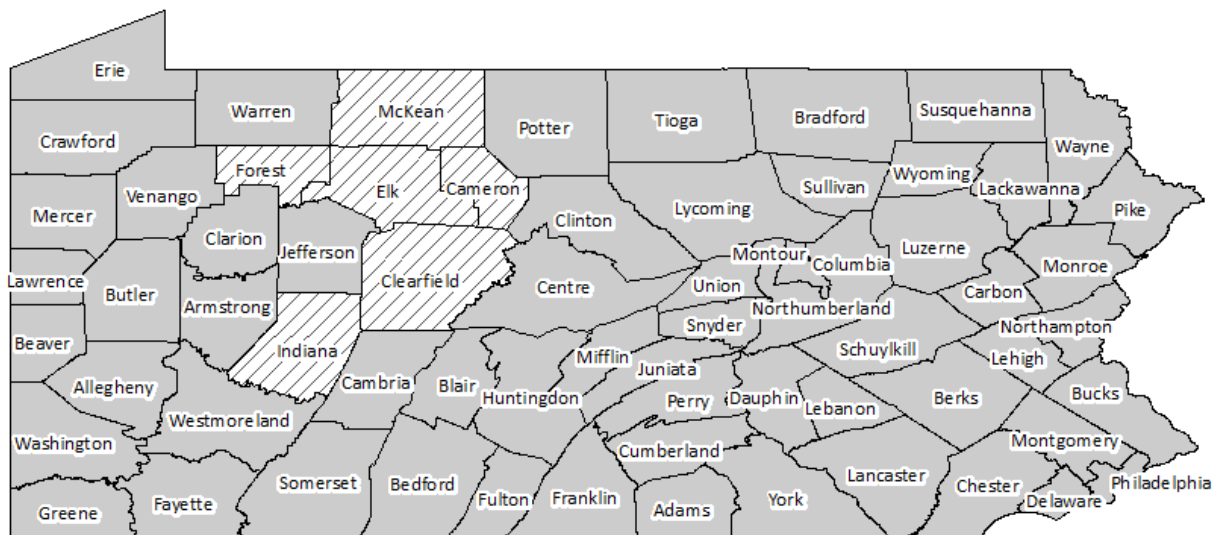 Erie
Warren
McKean
Potter
Tioga
Bradford
Susquehanna
Crawford
Wayne
Forest
Elk
Cameron
Wyoming
Sullivan
Lackawanna
Venango
Mercer
Lycoming
Pike
Clinton
Clarion
Jefferson
Luzerne
Montour
Columbia
Monroe
Lawrence
Clearfield
Butler
Centre
Union
Carbon
Armstrong
Northumberland
Snyder
Northampton
Beaver
Indiana
Schuylkill
Mifflin
Lehigh
Juniata
Allegheny
Cambria
Blair
Bucks
Huntingdon
Perry
Dauphin
Lebanon
Berks
Westmoreland
Washington
Montgomery
Cumberland
Lancaster
Somerset
Bedford
Philadelphia
Chester
Fulton
Franklin
York
Delaware
Fayette
Adams
Greene